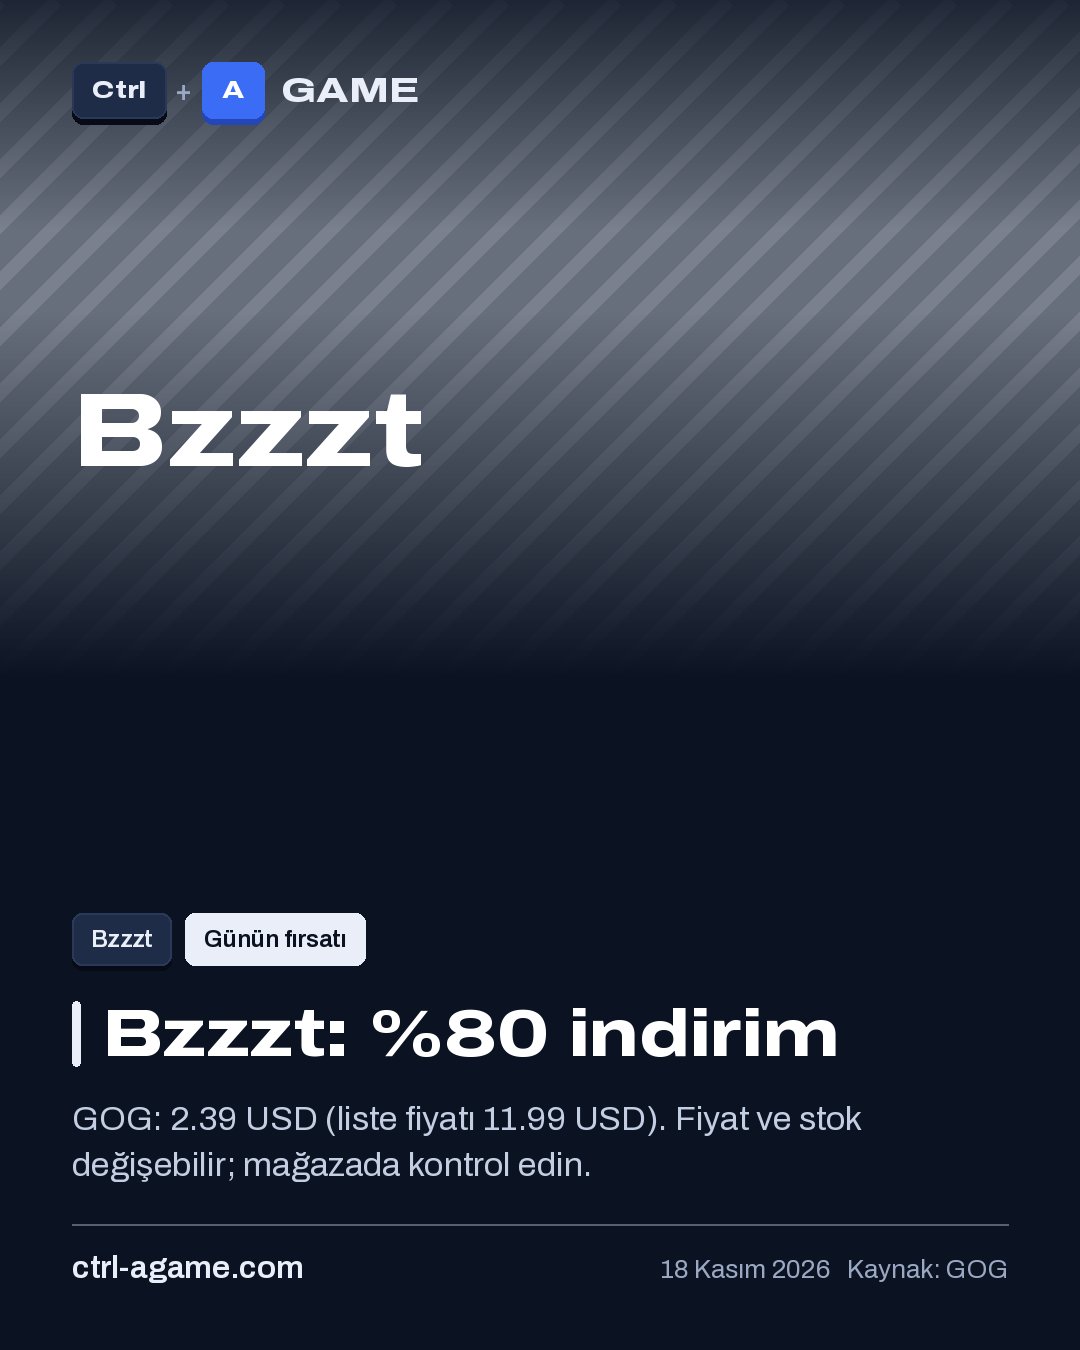 Ctrl + A GAME
Bzzzt
Bzzzt Günün fırsatı
Bzzzt: %80 indirim
GOG: 2.39 USD (liste fiyatı 11.99 USD). Fiyat ve stok
değişebilir; mağazada kontrol edin.
ctrl-agame.com 18 Kasım 2026 Kaynak: GOG